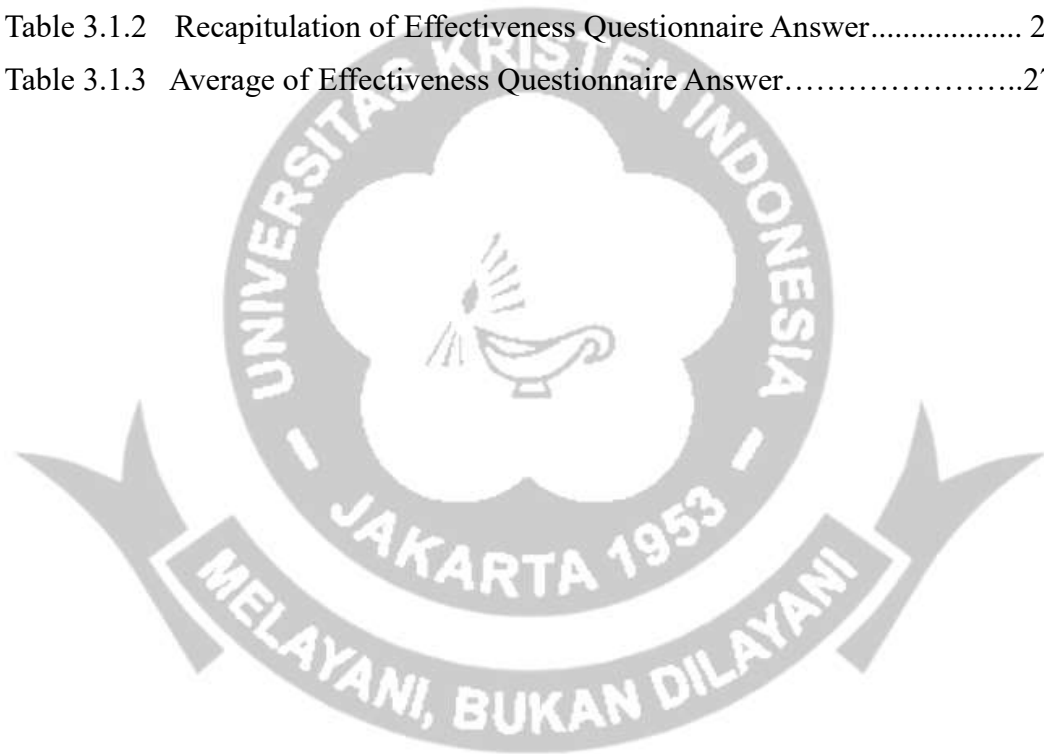 Table 3.1.2 Recapitulation of Effectiveness Questionnaire Answer.................. 2
Table 3.1.3 Average of Effectiveness Questionnaire Answer…………………..27
UNIVERSITAS KRISTEN INDONESIA
- JAKARTA 1953 -
MELAYANI, BUKAN DILAYANI